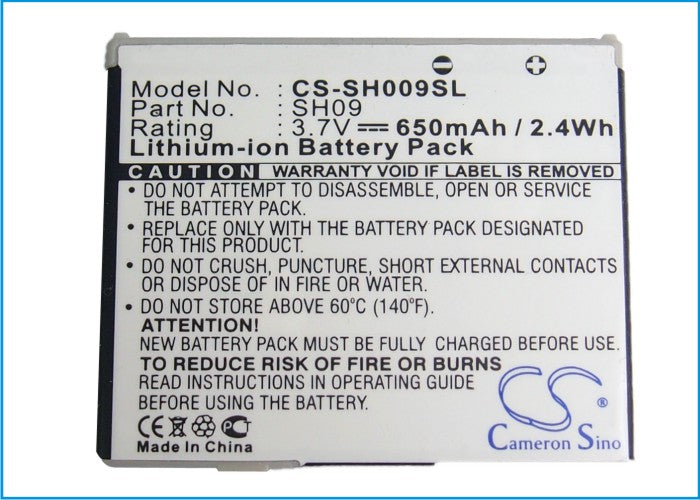 Model No. : CS-SH009SL
Part No. : SH09
Rating : 3.7V 650mAh / 2.4Wh
Lithium-ion Battery Pack
CAUTION WARRANTY VOID IF LABEL IS REMOVED
• DO NOT ATTEMPT TO DISASSEMBLE, OPEN OR SERVICE
THE BATTERY PACK.
• REPLACE ONLY WITH THE BATTERY PACK DESIGNATED
FOR THIS EQUIPMENT.
• DO NOT CRUSH, PUNCTURE, SHORT EXTERNAL CONTACTS
OR DISPOSE OF IN FIRE OR WATER.
• DO NOT STORE ABOVE 60°C (140°F).
ATTENTION!
NEW BATTERY PACK MUST BE FULLY CHARGED BEFORE USE.
TO REDUCE RISK OF FIRE OR BURNS
READ INSTRUCTIONS IN OPERATING GUIDE
BEFORE USING THE BATTERY.
CE
Made In China
CS ®
Cameron Sino